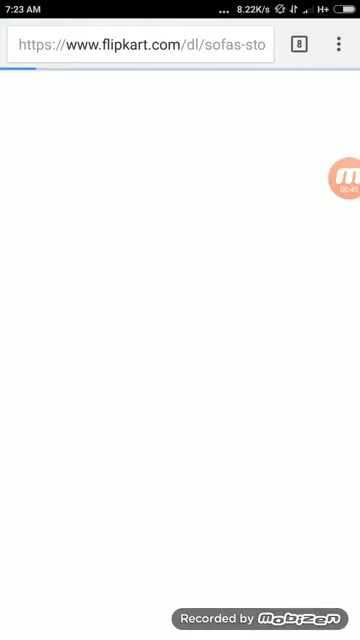 7:23 AM ... 8.22K/s H+
https://www.flipkart.com/dl/sofas-sto 8
00:40
Recorded by mobizen